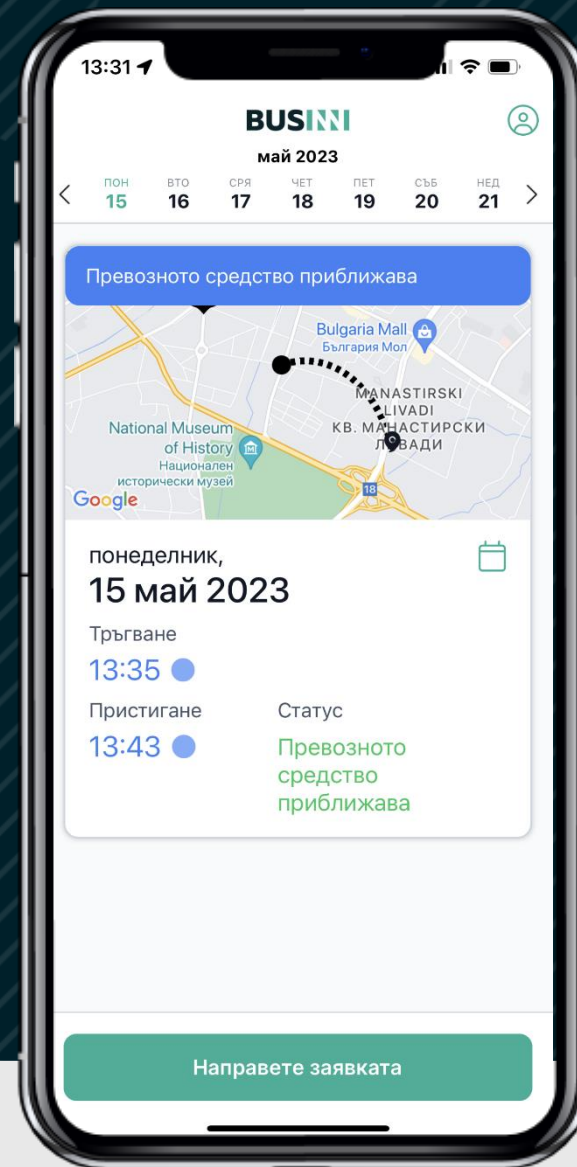 13:31
BUSINNI
май 2023
ПОН ВТО СРЯ ЧЕТ ПЕТ СЪБ НЕД
15 16 17 18 19 20 21
Превозното средство приближава
Bulgaria Mall
България Мол
MANASTIRSKI
LIVADI
КВ. МАНАСТИРСКИ
ЛИВАДИ
National Museum
of History
Национален
исторически музей
18
Google
понеделник,
15 май 2023
Тръгване
13:35
Пристигане Статус
13:43 Превозното
средство
приближава
Направете заявката